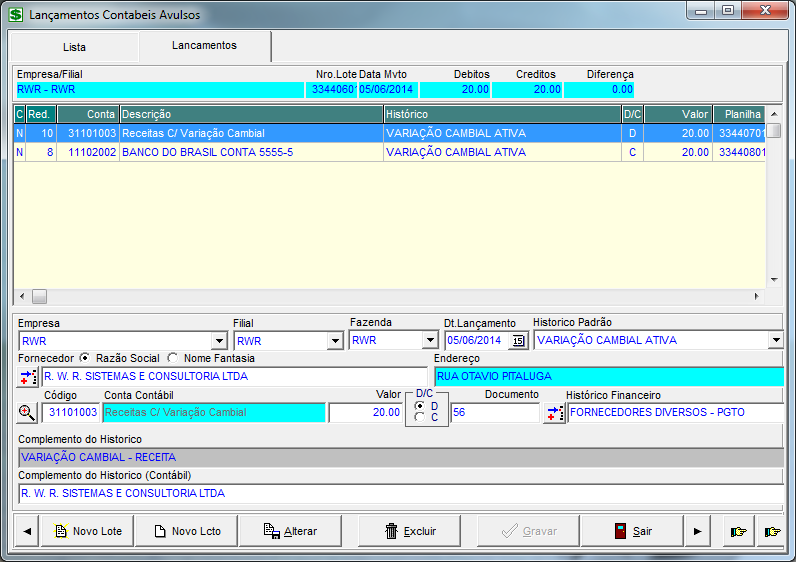 Lançamentos Contabeis Avulsos
Lista Lancamentos
Empresa/Filial Nro.Lote Data Mvto Debitos Creditos Diferença
RWR - RWR 33440601 05/06/2014 20.00 20.00 0.00
C Red. Conta Descrição Histórico D/C Valor Planilha
N 10 31101003 Receitas C/ Variação Cambial VARIAÇÃO CAMBIAL ATIVA D 20.00 33440701
N 8 11102002 BANCO DO BRASIL CONTA 5555-5 VARIAÇÃO CAMBIAL ATIVA C 20.00 33440801
Empresa Filial Fazenda Dt.Lançamento Historico Padrão
RWR RWR RWR 05/06/2014 15 VARIAÇÃO CAMBIAL ATIVA
Fornecedor Razão Social Nome Fantasia Endereço
R. W. R. SISTEMAS E CONSULTORIA LTDA RUA OTAVIO PITALUGA
Código Conta Contábil Valor D/C Documento Histórico Financeiro
31101003 Receitas C/ Variação Cambial 20.00 D C 56 FORNECEDORES DIVERSOS - PGTO
Complemento do Historico
VARIAÇÃO CAMBIAL - RECEITA
Complemento do Historico (Contábil)
R. W. R. SISTEMAS E CONSULTORIA LTDA
Novo Lote Novo Lcto Alterar Excluir Gravar Sair